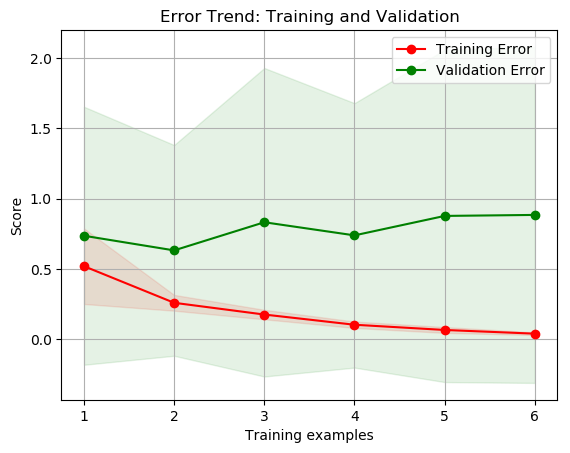 Error Trend: Training and Validation
Training Error
Validation Error
2.0
1.5
1.0
0.5
0.0
Score
1 2 3 4 5 6
Training examples